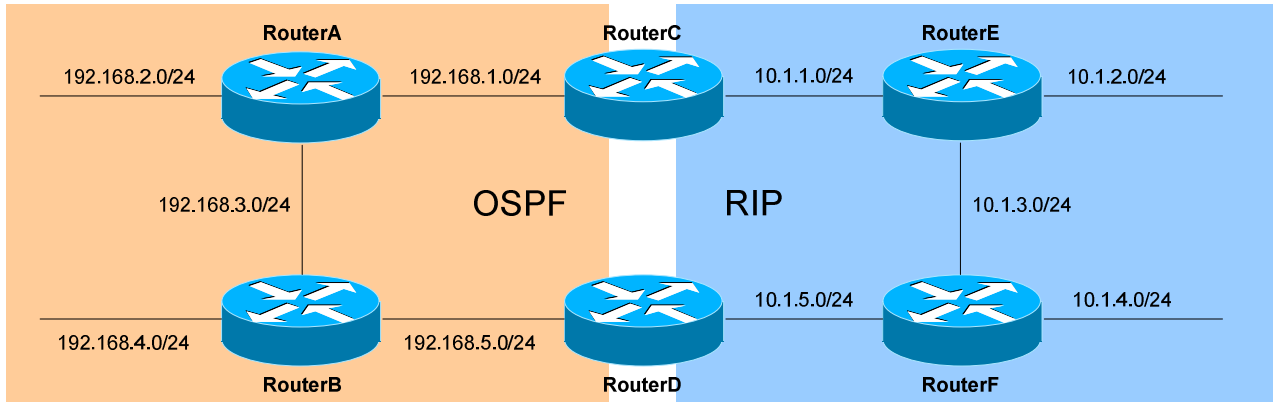 RouterA
RouterC
RouterE
192.168.2.0/24
192.168.1.0/24
10.1.1.0/24
10.1.2.0/24
192.168.3.0/24
OSPF
RIP
10.1.3.0/24
192.168.4.0/24
192.168.5.0/24
10.1.5.0/24
10.1.4.0/24
RouterB
RouterD
RouterF